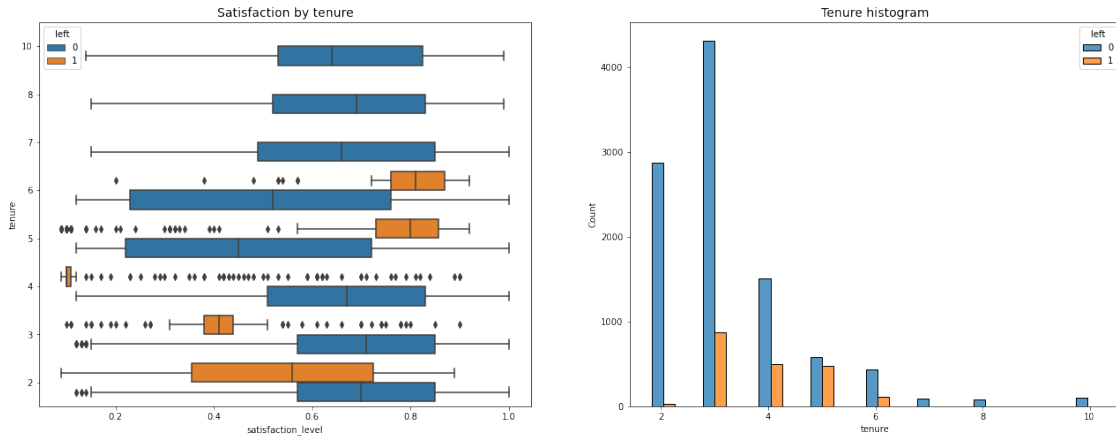 Satisfaction by tenure
left
0
1
10
8
7
6
5
4
3
2
tenure
0.2 0.4 0.6 0.8 1.0
satisfaction_level
Tenure histogram
left
0
1
4000
3000
2000
1000
0
Count
2 4 6 8 10
tenure